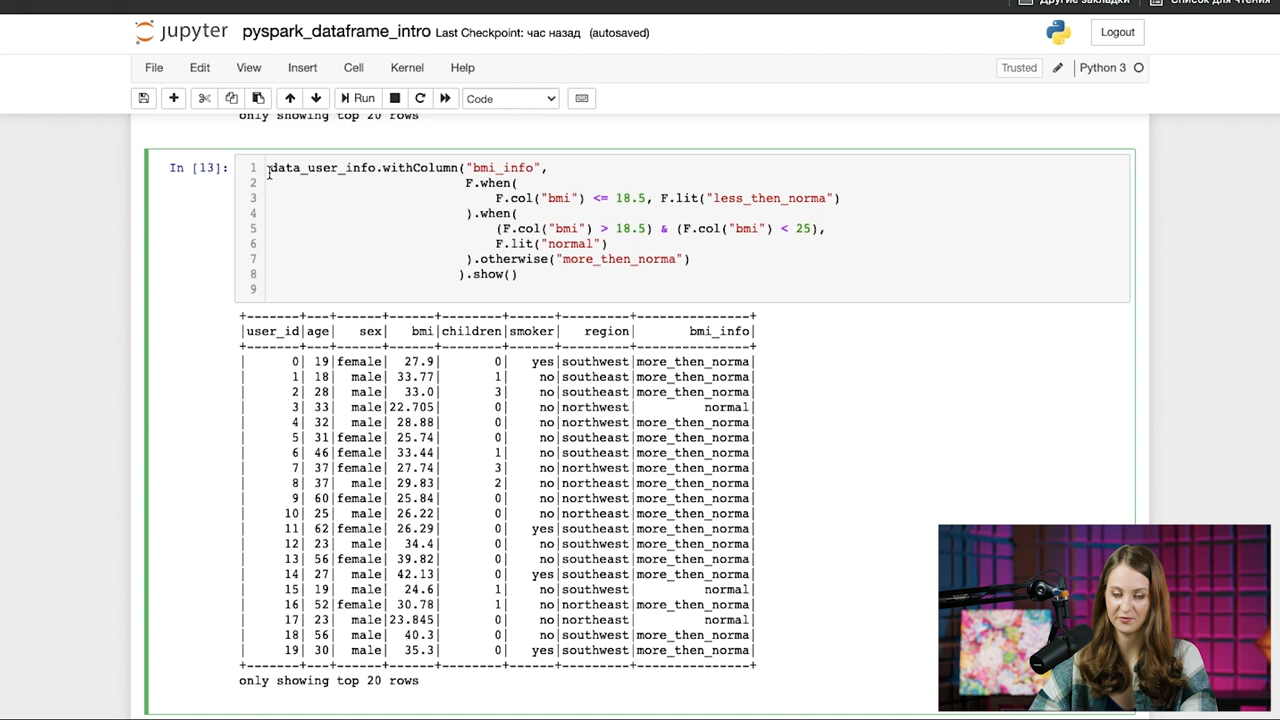 Другие закладки
Список для чтения
jupyter pyspark_dataframe_intro Last Checkpoint: час назад (autosaved)
Logout
File Edit View Insert Cell Kernel Help
Trusted
Python 3
Run
Code
only showing top 20 rows
In [13]:
1 data_user_info.withColumn("bmi_info",
2 F.when(
3 F.col("bmi") <= 18.5, F.lit("less_then_norma")
4 ).when(
5 (F.col("bmi") > 18.5) & (F.col("bmi") < 25),
6 F.lit("normal")
7 ).otherwise("more_then_norma")
8 ).show()
9
+-------+---+------+------+--------+------+---------+---------------+
|user_id|age| sex| bmi|children|smoker| region| bmi_info|
+-------+---+------+------+--------+------+---------+---------------+
| 0| 19|female| 27.9| 0| yes|southwest|more_then_norma|
| 1| 18| male| 33.77| 1| no|southeast|more_then_norma|
| 2| 28| male| 33.0| 3| no|southeast|more_then_norma|
| 3| 33| male|22.705| 0| no|northwest| normal|
| 4| 32| male| 28.88| 0| no|northwest|more_then_norma|
| 5| 31|female| 25.74| 0| no|southeast|more_then_norma|
| 6| 46|female| 33.44| 1| no|southeast|more_then_norma|
| 7| 37|female| 27.74| 3| no|northwest|more_then_norma|
| 8| 37| male| 29.83| 2| no|northeast|more_then_norma|
| 9| 60|female| 25.84| 0| no|northwest|more_then_norma|
| 10| 25| male| 26.22| 0| no|northeast|more_then_norma|
| 11| 62|female| 26.29| 0| yes|southeast|more_then_norma|
| 12| 23| male| 34.4| 0| no|southwest|more_then_norma|
| 13| 56|female| 39.82| 0| no|southeast|more_then_norma|
| 14| 27| male| 42.13| 0| yes|southeast|more_then_norma|
| 15| 19| male| 24.6| 1| no|southwest| normal|
| 16| 52|female| 30.78| 1| no|northeast|more_then_norma|
| 17| 23| male|23.845| 0| no|northeast| normal|
| 18| 56| male| 40.3| 0| no|southwest|more_then_norma|
| 19| 30| male| 35.3| 0| yes|southwest|more_then_norma|
+-------+---+------+------+--------+------+---------+---------------+
only showing top 20 rows